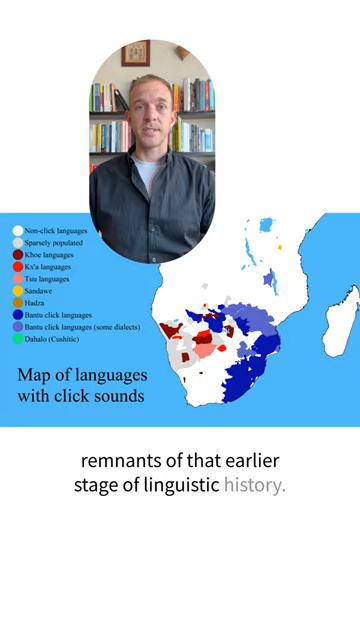 Non-click languages
Sparsely populated
Khoe languages
Kx'a languages
Tuu languages
Sandawe
Hadza
Bantu click languages
Bantu click languages (some dialects)
Dahalo (Cushitic)
Map of languages
with click sounds
remnants of that earlier
stage of linguistic history.